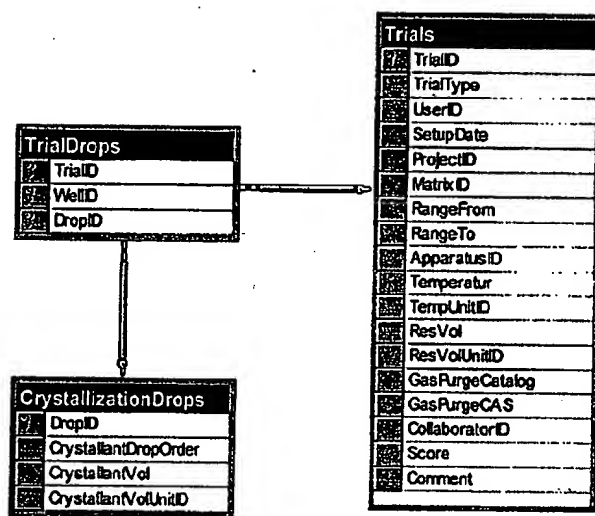 Trials
TrialID
TrialType
UserID
SetupDate
ProjectID
MatrixID
RangeFrom
RangeTo
ApparatusID
Temperatur
TempUnitID
ResVol
ResVolUnitID
GasPurgeCatalog
GasPurgeCAS
CollaboratorID
Score
Comment
TrialDrops
TrialID
WellID
DropID
CrystallizationDrops
DropID
CrystallantDropOrder
CrystallantVol
CrystallantVolUnitID